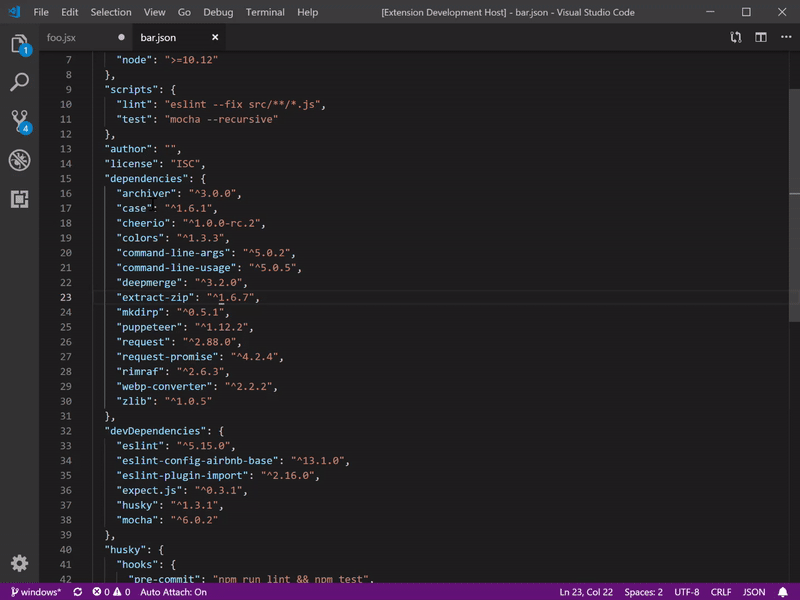 File Edit Selection View Go Debug Terminal Help [Extension Development Host] - bar.json - Visual Studio Code
foo.jsx bar.json
1
4
7 "node": ">=10.12"
8 },
9 "scripts": {
10 "lint": "eslint --fix src/**/*.js",
11 "test": "mocha --recursive"
12 },
13 "author": "",
14 "license": "ISC",
15 "dependencies": {
16 "archiver": "^3.0.0",
17 "case": "^1.6.1",
18 "cheerio": "^1.0.0-rc.2",
19 "colors": "^1.3.3",
20 "command-line-args": "^5.0.2",
21 "command-line-usage": "^5.0.5",
22 "deepmerge": "^3.2.0",
23 "extract-zip": "^1.6.7",
24 "mkdirp": "^0.5.1",
25 "puppeteer": "^1.12.2",
26 "request": "^2.88.0",
27 "request-promise": "^4.2.4",
28 "rimraf": "^2.6.3",
29 "webp-converter": "^2.2.2",
30 "zlib": "^1.0.5"
31 },
32 "devDependencies": {
33 "eslint": "^5.15.0",
34 "eslint-config-airbnb-base": "^13.1.0",
35 "eslint-plugin-import": "^2.16.0",
36 "expect.js": "^0.3.1",
37 "husky": "^1.3.1",
38 "mocha": "^6.0.2"
39 },
40 "husky": {
41 "hooks": {
42 "pre-commit": "npm run lint && npm test",
windows* 0 0 Auto Attach: On Ln 23, Col 22 Spaces: 2 UTF-8 CRLF JSON